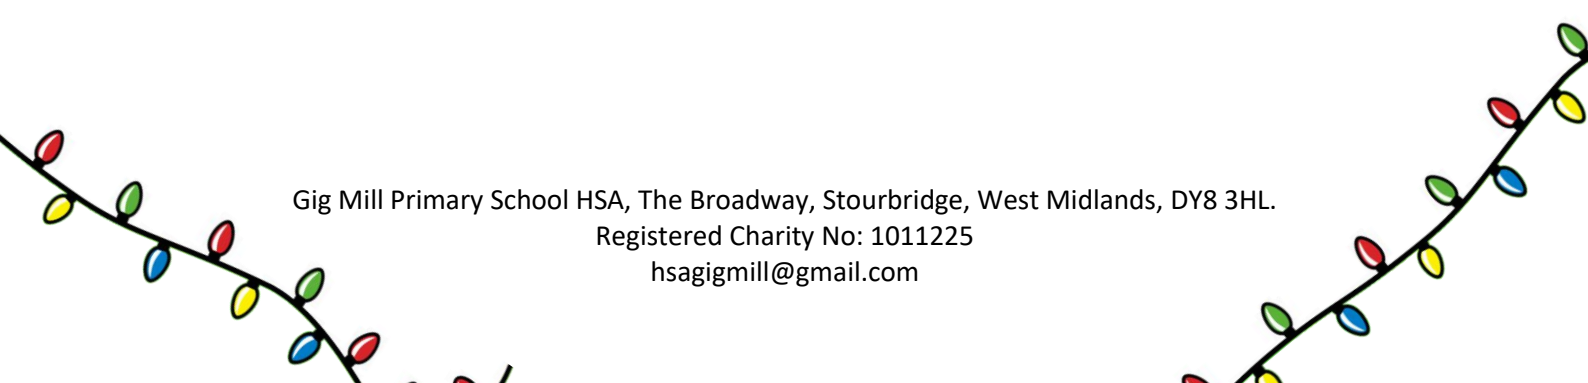 Gig Mill Primary School HSA, The Broadway, Stourbridge, West Midlands, DY8 3HL.
Registered Charity No: 1011225
hsagigmill@gmail.com